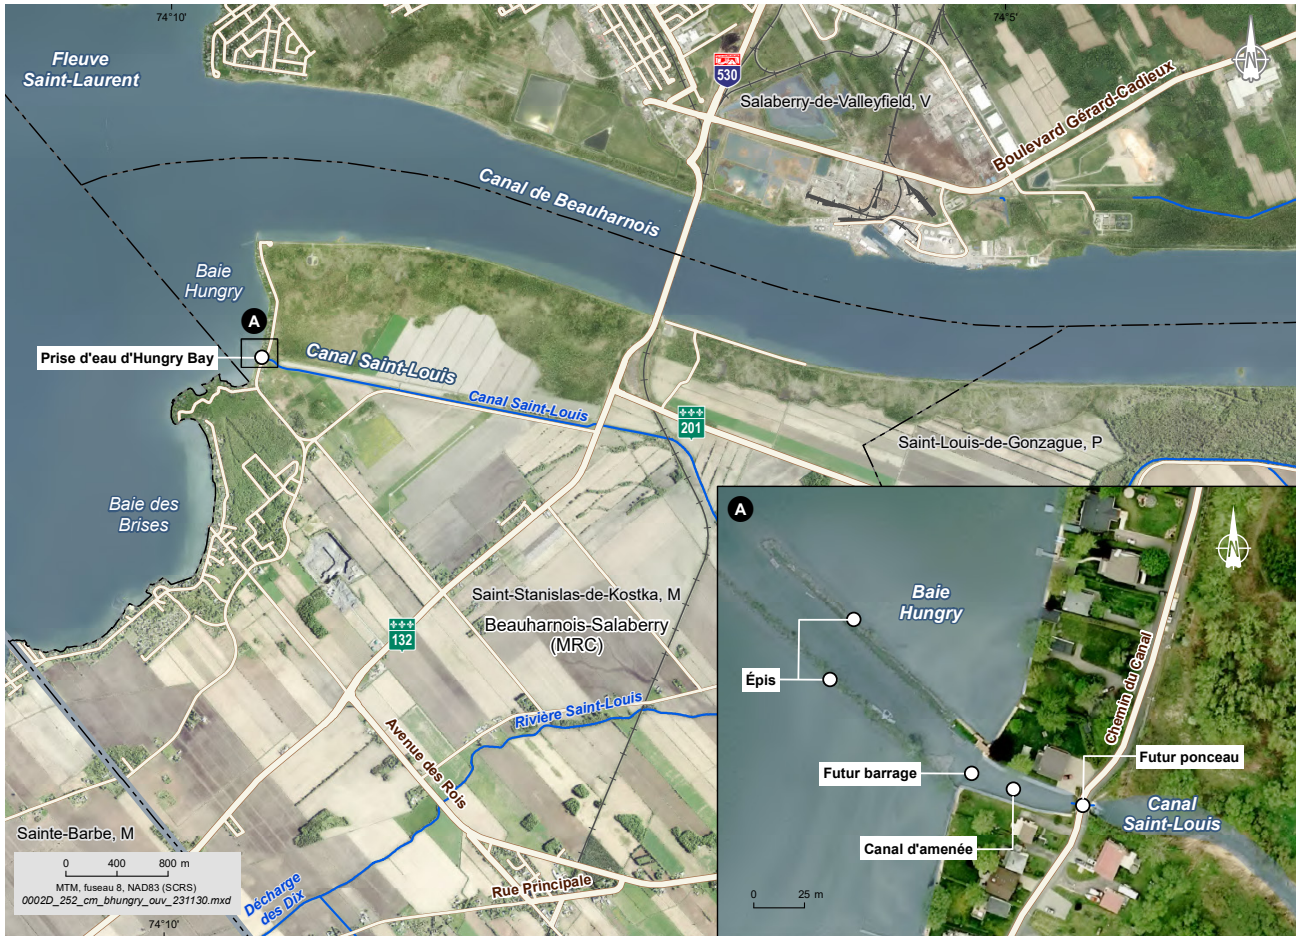 74°10'
74°5'
Fleuve
Saint-Laurent
530
Salaberry-de-Valleyfield, V
Boulevard Gérard-Cadieux
Canal de Beauharnois
Baie
Hungry
A
Prise d'eau d'Hungry Bay
Canal Saint-Louis
Canal Saint-Louis
201
Saint-Louis-de-Gonzague, P
Baie des
Brises
Saint-Stanislas-de-Kostka, M
Beauharnois-Salaberry
(MRC)
132
Rivière Saint-Louis
Avenue des Rois
Sainte-Barbe, M
Rue Principale
Décharge
des Dix
0 400 800 m
MTM, fuseau 8, NAD83 (SCRS)
0002D_252_cm_bhungry_ouv_231130.mxd
74°10'
A
Baie
Hungry
Épis
Chemin du Canal
Futur barrage
Futur ponceau
Canal d'amenée
Canal
Saint-Louis
0 25 m